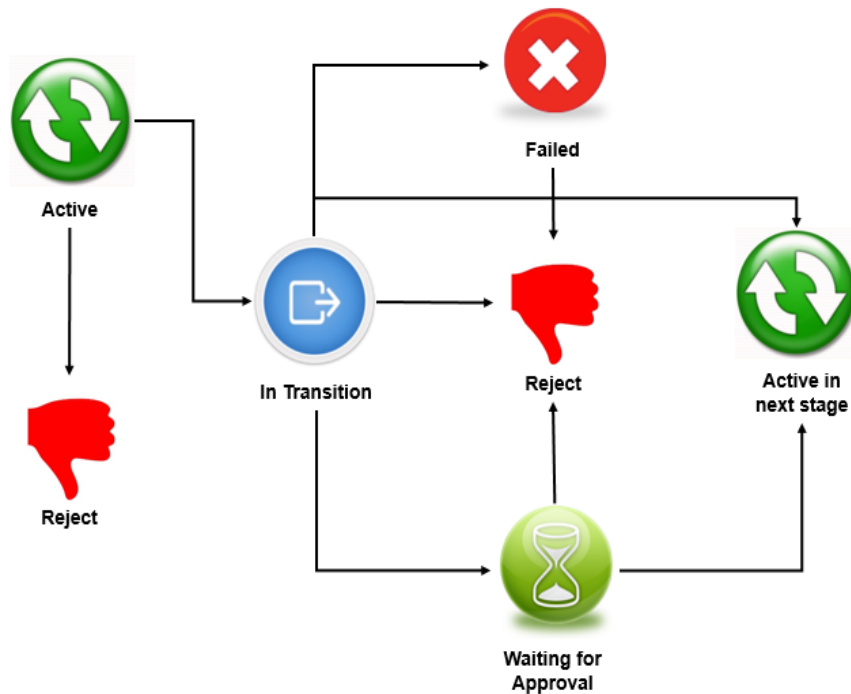 Failed
Active
In Transition
Reject
Active in
next stage
Reject
Waiting for
Approval